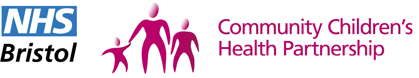 NHS
Bristol
Community Children's
Health Partnership